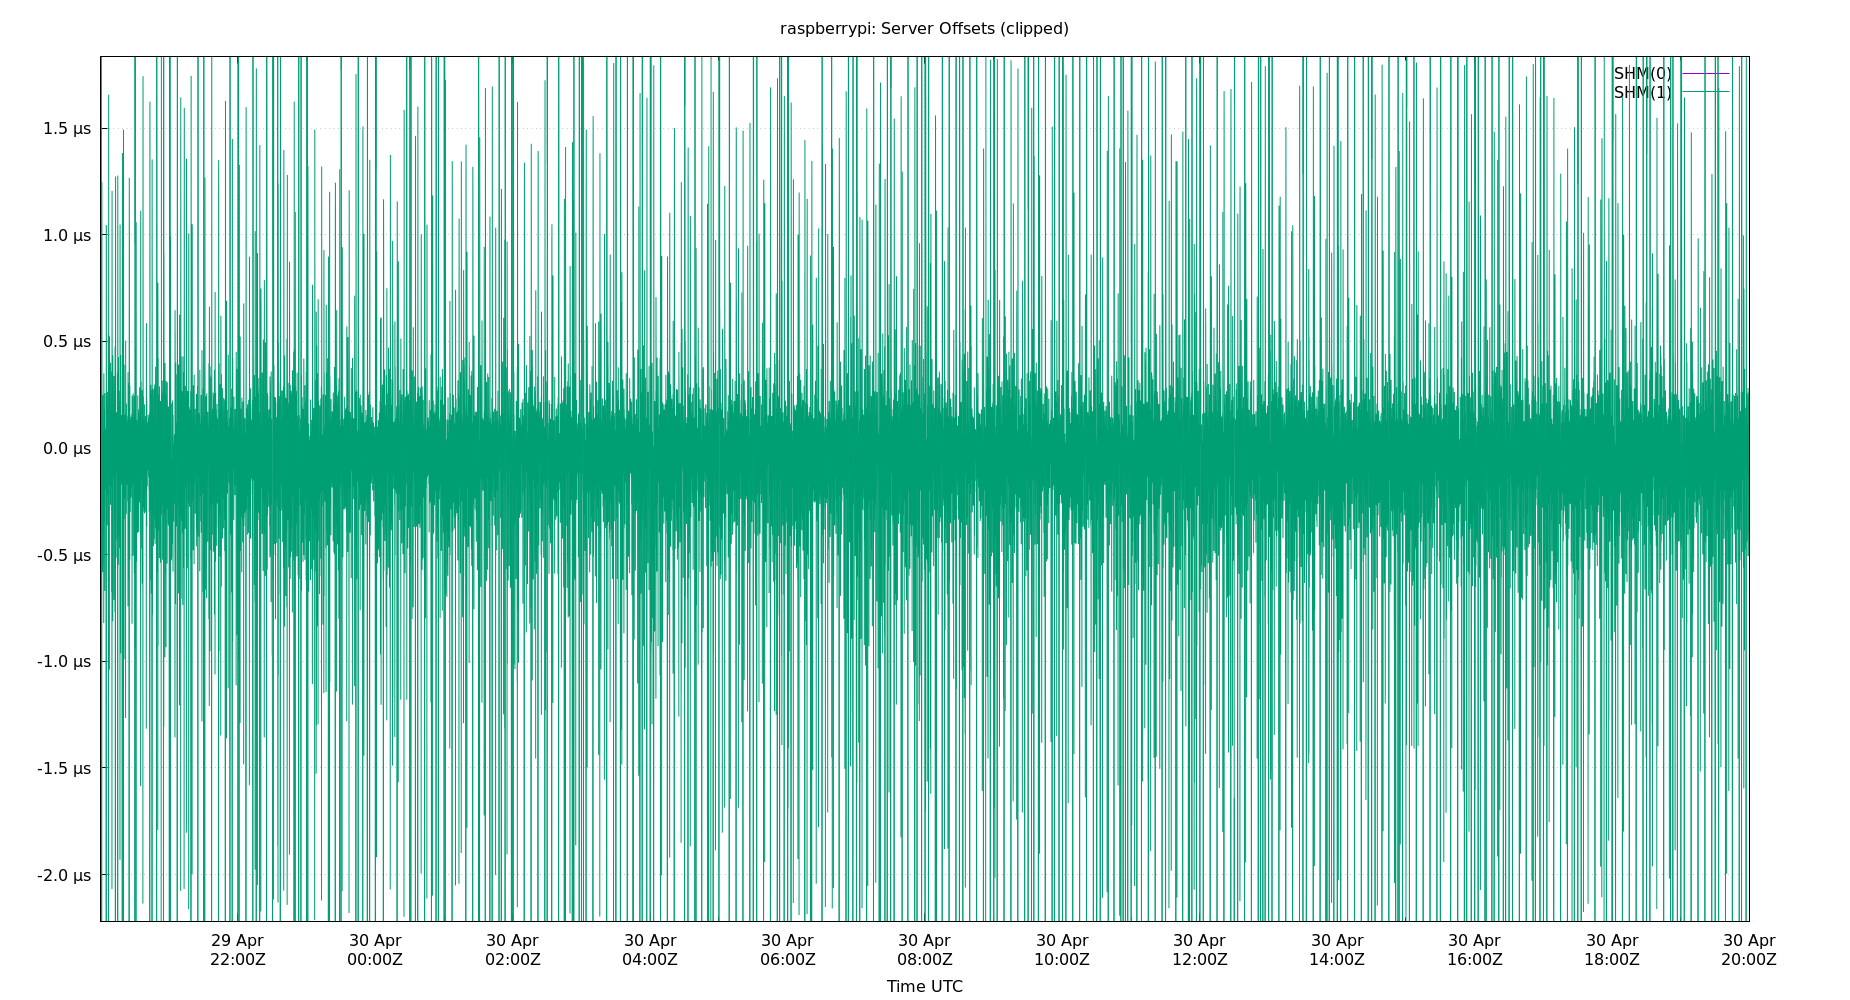 raspberrypi: Server Offsets (clipped)
SHM(0)
SHM(1)
1.5 µs
1.0 µs
0.5 µs
0.0 µs
-0.5 µs
-1.0 µs
-1.5 µs
-2.0 µs
29 Apr 30 Apr 30 Apr 30 Apr 30 Apr 30 Apr 30 Apr 30 Apr 30 Apr 30 Apr 30 Apr 30 Apr
22:00Z 00:00Z 02:00Z 04:00Z 06:00Z 08:00Z 10:00Z 12:00Z 14:00Z 16:00Z 18:00Z 20:00Z
Time UTC